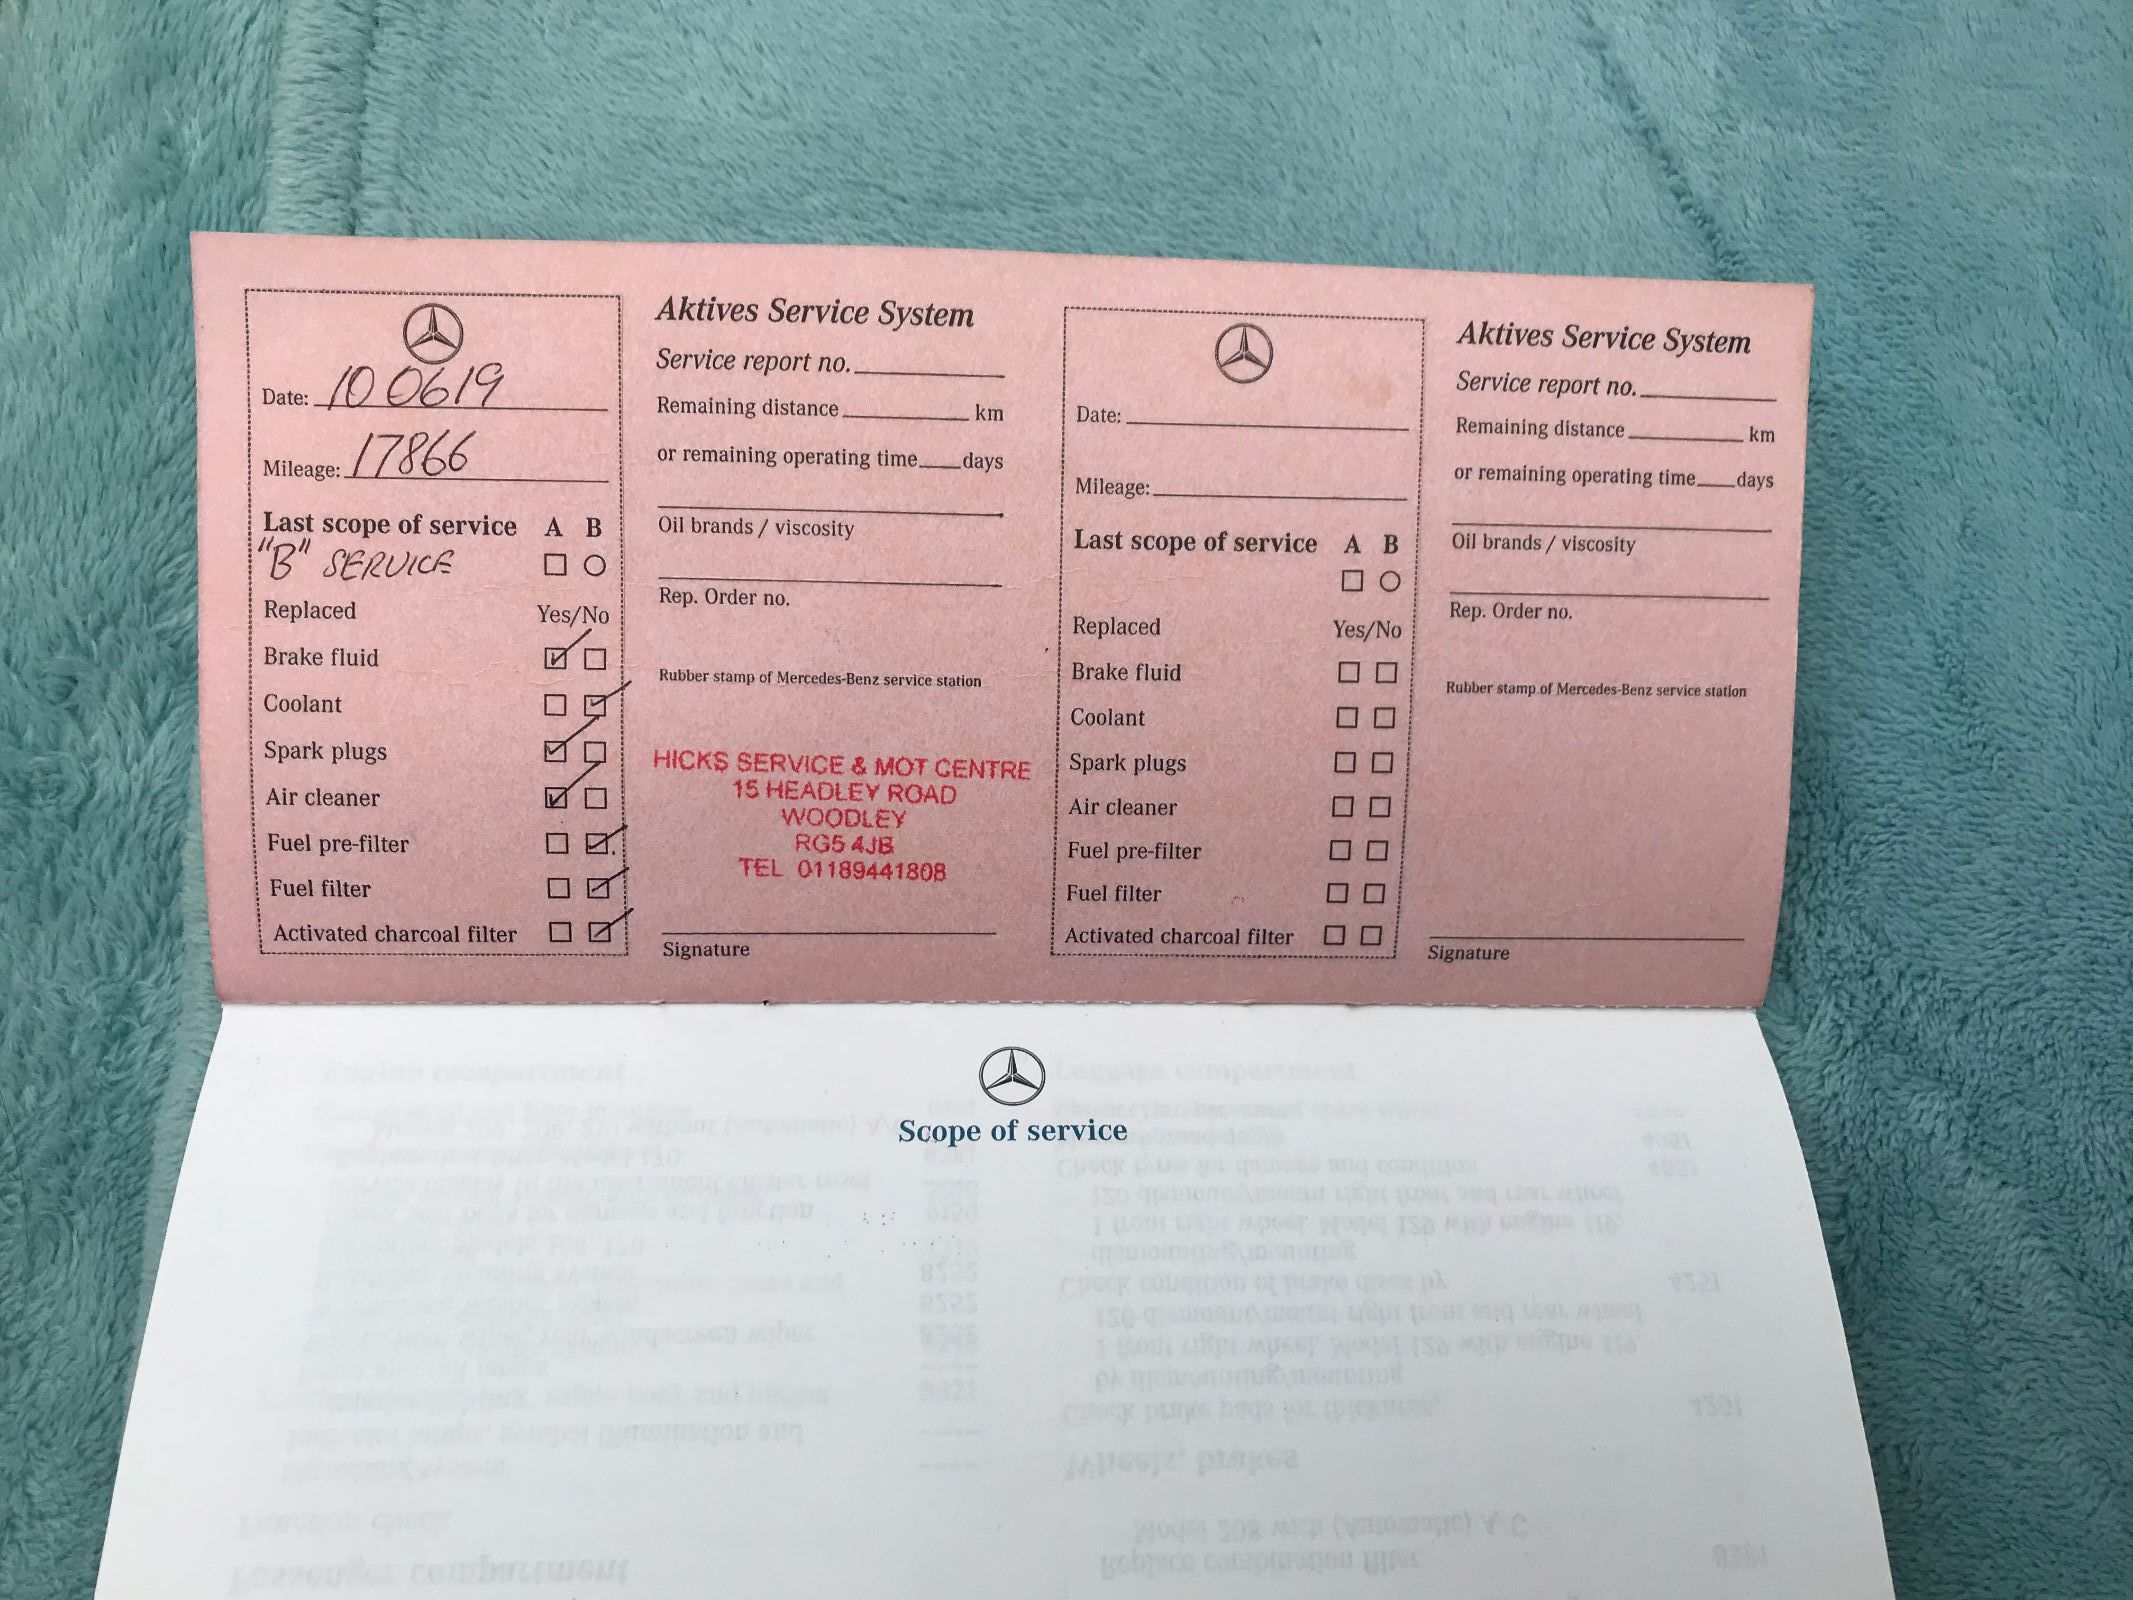 Date: 10 06 19
Mileage: 17866
Last scope of service A B
"B" SERVICE
Replaced Yes/No
Brake fluid
Coolant
Spark plugs
Air cleaner
Fuel pre-filter
Fuel filter
Activated charcoal filter
Aktives Service System
Service report no.
Remaining distance km
or remaining operating time days
Oil brands / viscosity
Rep. Order no.
Rubber stamp of Mercedes-Benz service station
HICKS SERVICE & MOT CENTRE
15 HEADLEY ROAD
WOODLEY
RG5 4JB
TEL 01189441808
Signature
Date:
Mileage:
Last scope of service A B
Replaced Yes/No
Brake fluid
Coolant
Spark plugs
Air cleaner
Fuel pre-filter
Fuel filter
Activated charcoal filter
Aktives Service System
Service report no.
Remaining distance km
or remaining operating time days
Oil brands / viscosity
Rep. Order no.
Rubber stamp of Mercedes-Benz service station
Signature
Scope of service